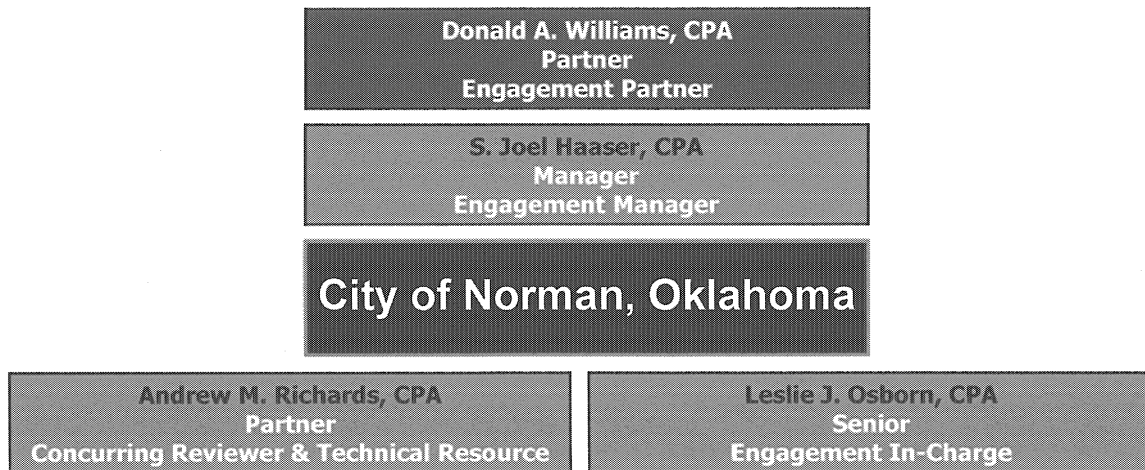 Donald A. Williams, CPA
Partner
Engagement Partner
S. Joel Haaser, CPA
Manager
Engagement Manager
City of Norman, Oklahoma
Andrew M. Richards, CPA
Partner
Concurring Reviewer & Technical Resource
Leslie J. Osborn, CPA
Senior
Engagement In-Charge